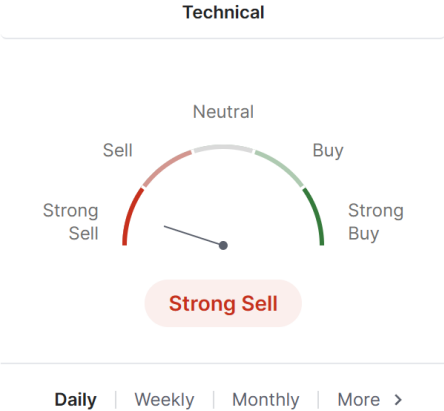 Technical
Neutral
Sell
Buy
Strong
Sell
Strong
Buy
Strong Sell
Daily
Weekly
Monthly
More